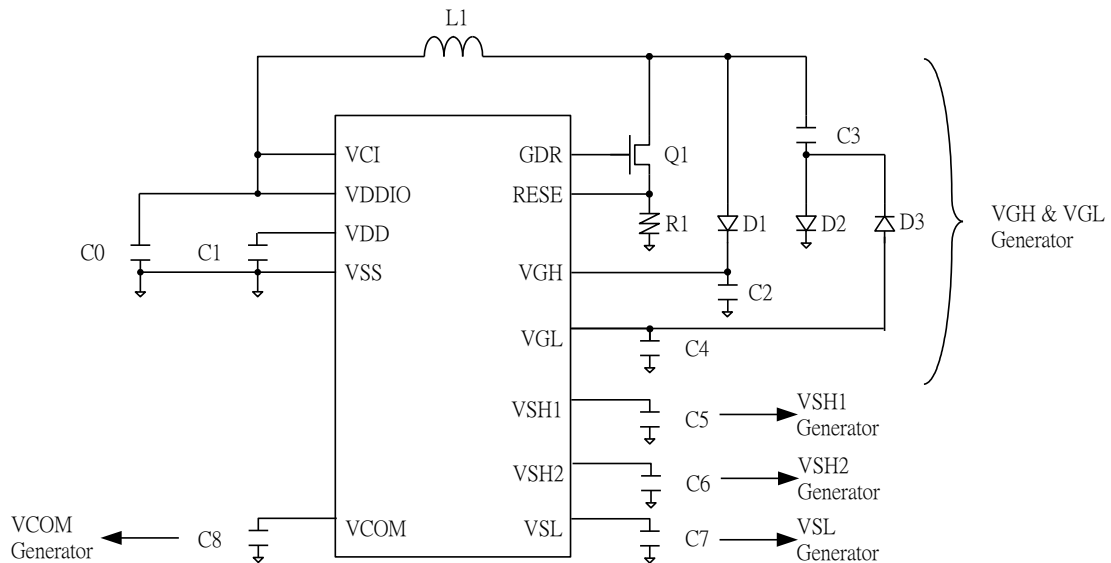 L1
VCI
GDR
Q1
C3
VDDIO
RESE
R1
D1
D2
D3
VGH & VGL
Generator
C0
C1
VDD
VSS
VGH
C2
VGL
C4
VSH1
C5
VSH1
Generator
VSH2
C6
VSH2
Generator
VCOM
Generator
C8
VCOM
VSL
C7
VSL
Generator